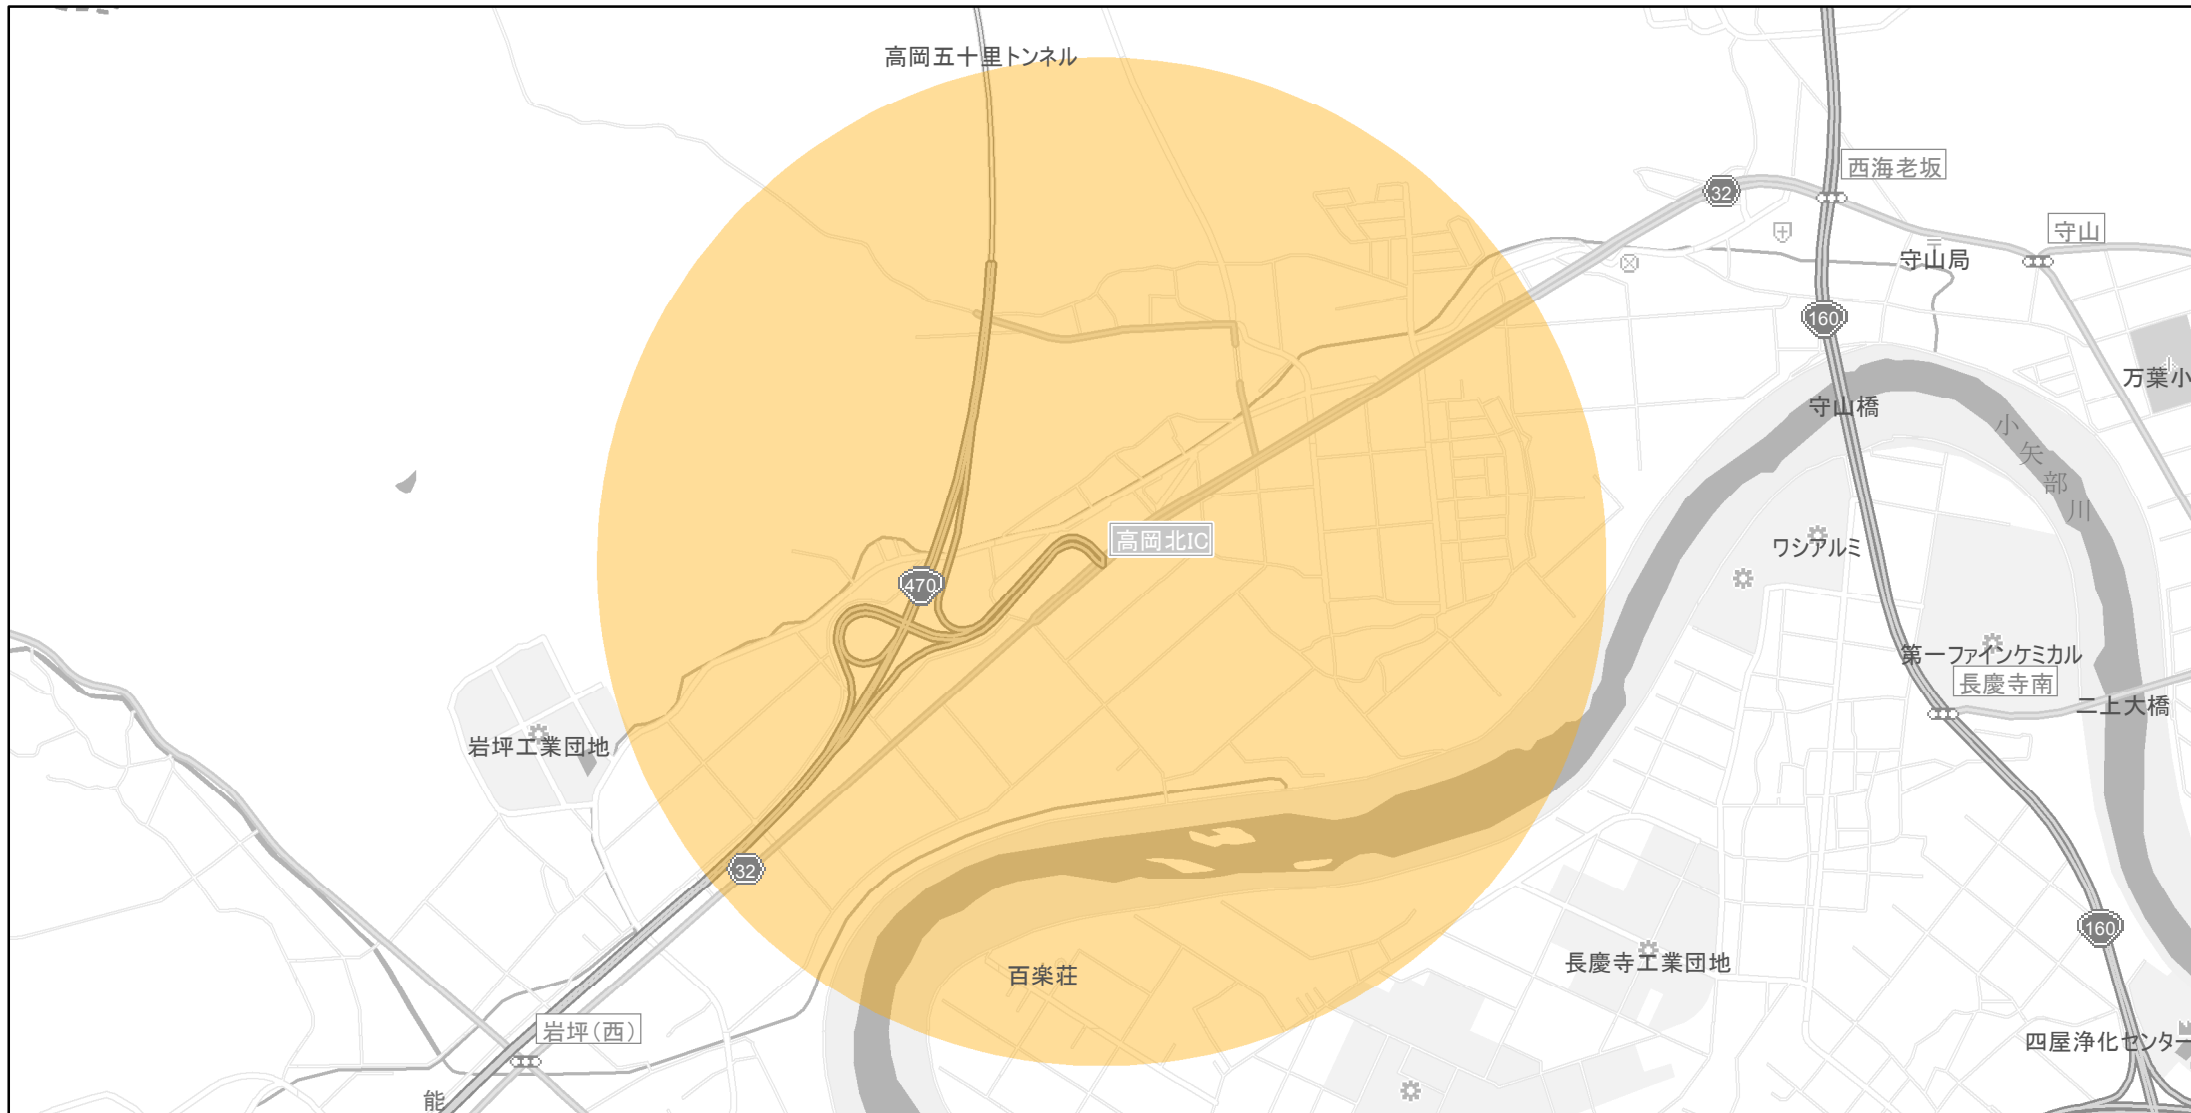 高岡五十里トンネル
西海老坂
32
守山
守山局
160
万葉小
守山橋
小矢部川
高岡北IC
ワシアルミ
470
第一ファインケミカル
長慶寺南
二上大橋
岩坪工業団地
32
160
長慶寺工業団地
百楽荘
岩坪(西)
四屋浄化センター
能